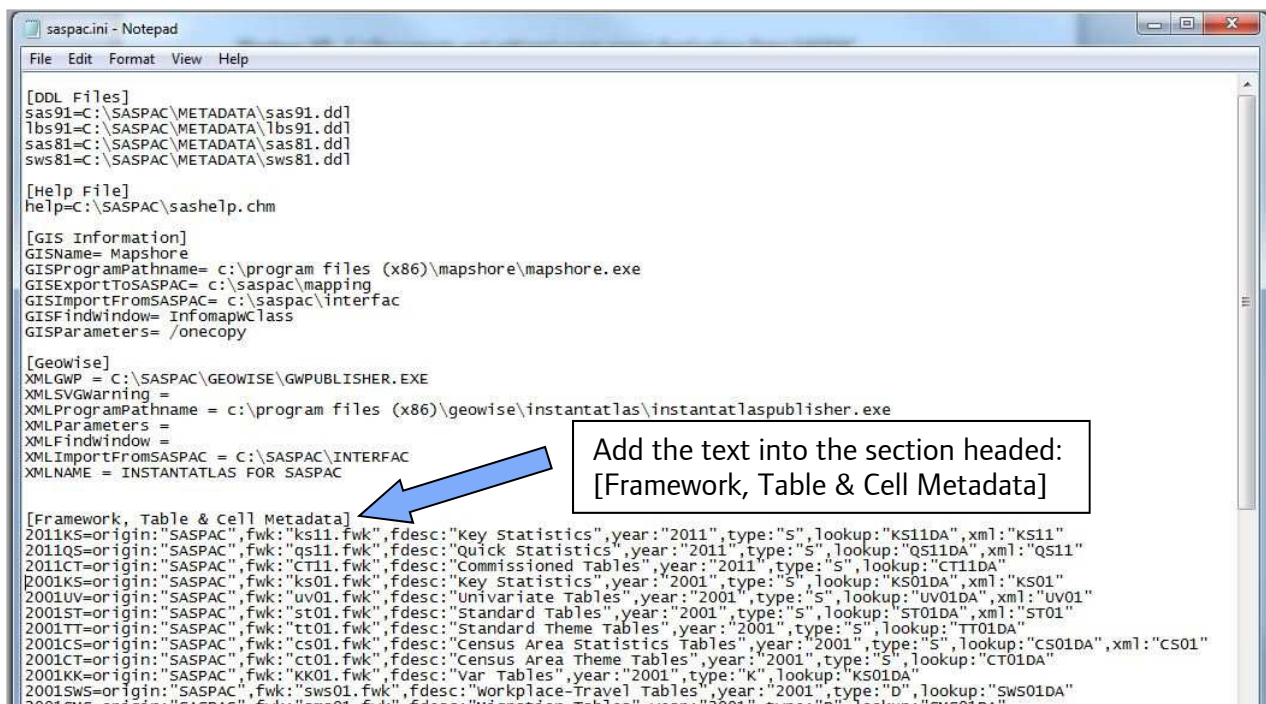 saspac.ini - Notepad
File Edit Format View Help
[DDL Files]
sas91=C:\SASPAC\METADATA\sas91.ddl
lbs91=C:\SASPAC\METADATA\lbs91.ddl
sas81=C:\SASPAC\METADATA\sas81.ddl
sws81=C:\SASPAC\METADATA\sws81.ddl
[Help File]
help=C:\SASPAC\sashelp.chm
[GIS Information]
GISName= Mapshore
GISProgramPathname= c:\program files (x86)\mapshore\mapshore.exe
GISExportToSASPAC= c:\saspac\mapping
GISImportFromSASPAC= c:\saspac\interfac
GISFindWindow= InfomapWClass
GISParameters= /onecopy
[Geowise]
XMLGWP = C:\SASPAC\GEOWISE\GWPUBLISHER.EXE
XMLSVGWarning =
XMLProgramPathname = c:\program files (x86)\geowise\instantatlas\instantatlaspublisher.exe
XMLParameters =
XMLFindWindow =
XMLImportFromSASPAC = C:\SASPAC\INTERFAC
XMLNAME = INSTANTATLAS FOR SASPAC
Add the text into the section headed:
[Framework, Table & Cell Metadata]
[Framework, Table & Cell Metadata]
2011KS=origin:"SASPAC",fwk:"ks11.fwk",fdesc:"Key Statistics",year:"2011",type:"S",lookup:"KS11DA",xml:"KS11"
2011QS=origin:"SASPAC",fwk:"qs11.fwk",fdesc:"Quick Statistics",year:"2011",type:"S",lookup:"QS11DA",xml:"QS11"
2011CT=origin:"SASPAC",fwk:"CT11.fwk",fdesc:"Commissioned Tables",year:"2011",type:"S",lookup:"CT11DA"
2001KS=origin:"SASPAC",fwk:"ks01.fwk",fdesc:"Key Statistics",year:"2001",type:"S",lookup:"KS01DA",xml:"KS01"
2001UV=origin:"SASPAC",fwk:"uv01.fwk",fdesc:"Univariate Tables",year:"2001",type:"S",lookup:"UV01DA",xml:"UV01"
2001ST=origin:"SASPAC",fwk:"st01.fwk",fdesc:"Standard Tables",year:"2001",type:"S",lookup:"ST01DA",xml:"ST01"
2001TT=origin:"SASPAC",fwk:"tt01.fwk",fdesc:"Standard Theme Tables",year:"2001",type:"S",lookup:"TT01DA"
2001CS=origin:"SASPAC",fwk:"cs01.fwk",fdesc:"Census Area Statistics Tables",year:"2001",type:"S",lookup:"CS01DA",xml:"CS01"
2001CT=origin:"SASPAC",fwk:"ct01.fwk",fdesc:"Census Area Theme Tables",year:"2001",type:"S",lookup:"CT01DA"
2001KK=origin:"SASPAC",fwk:"KK01.fwk",fdesc:"Var Tables",year:"2001",type:"K",lookup:"KS01DA"
2001SWS=origin:"SASPAC",fwk:"sws01.fwk",fdesc:"Workplace-Travel Tables",year:"2001",type:"D",lookup:"SWS01DA"